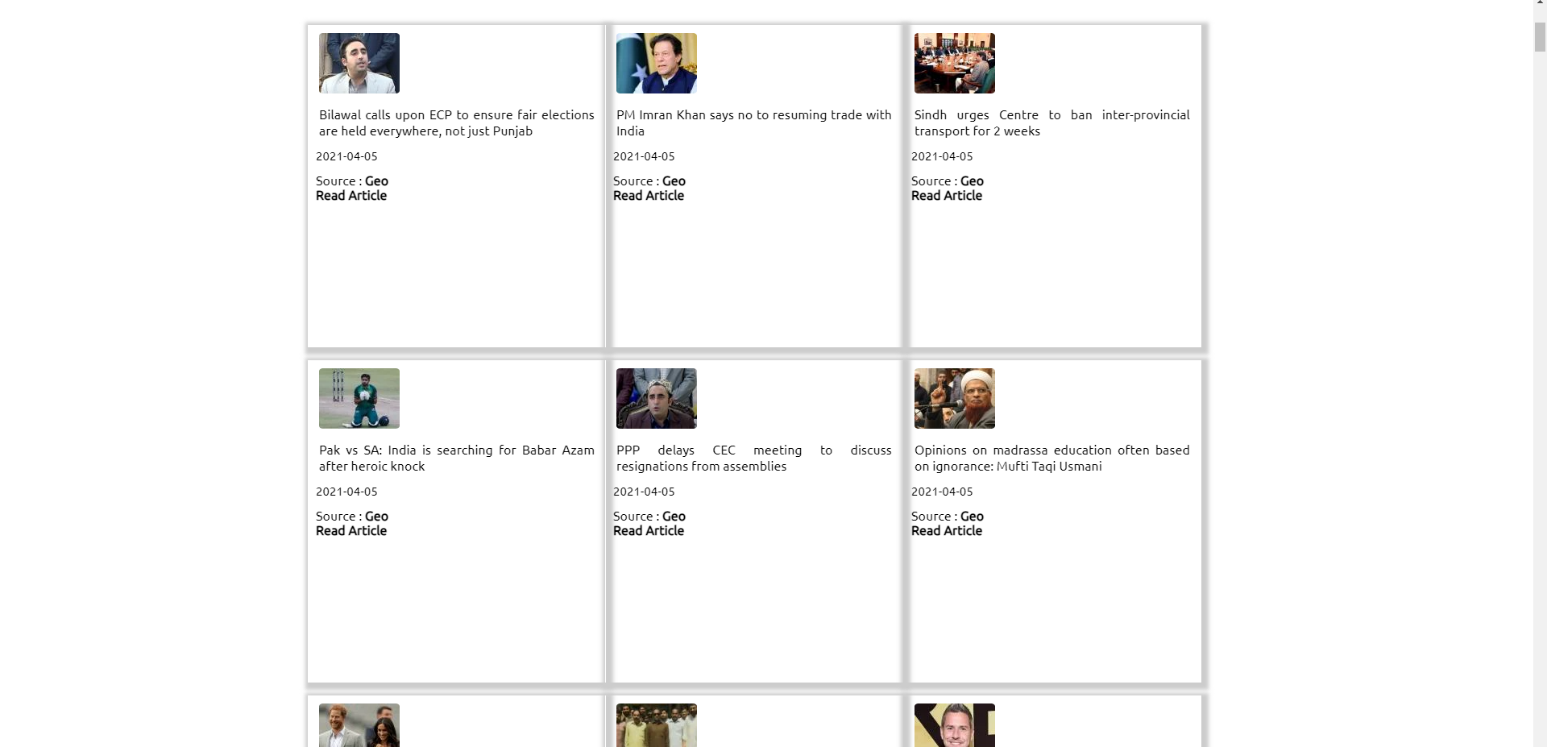 Bilawal calls upon ECP to ensure fair elections
are held everywhere, not just Punjab
2021-04-05
Source : Geo
Read Article
PM Imran Khan says no to resuming trade with
India
2021-04-05
Source : Geo
Read Article
Sindh urges Centre to ban inter-provincial
transport for 2 weeks
2021-04-05
Source : Geo
Read Article
Pak vs SA: India is searching for Babar Azam
after heroic knock
2021-04-05
Source : Geo
Read Article
PPP delays CEC meeting to discuss
resignations from assemblies
2021-04-05
Source : Geo
Read Article
Opinions on madrassa education often based
on ignorance: Mufti Taqi Usmani
2021-04-05
Source : Geo
Read Article